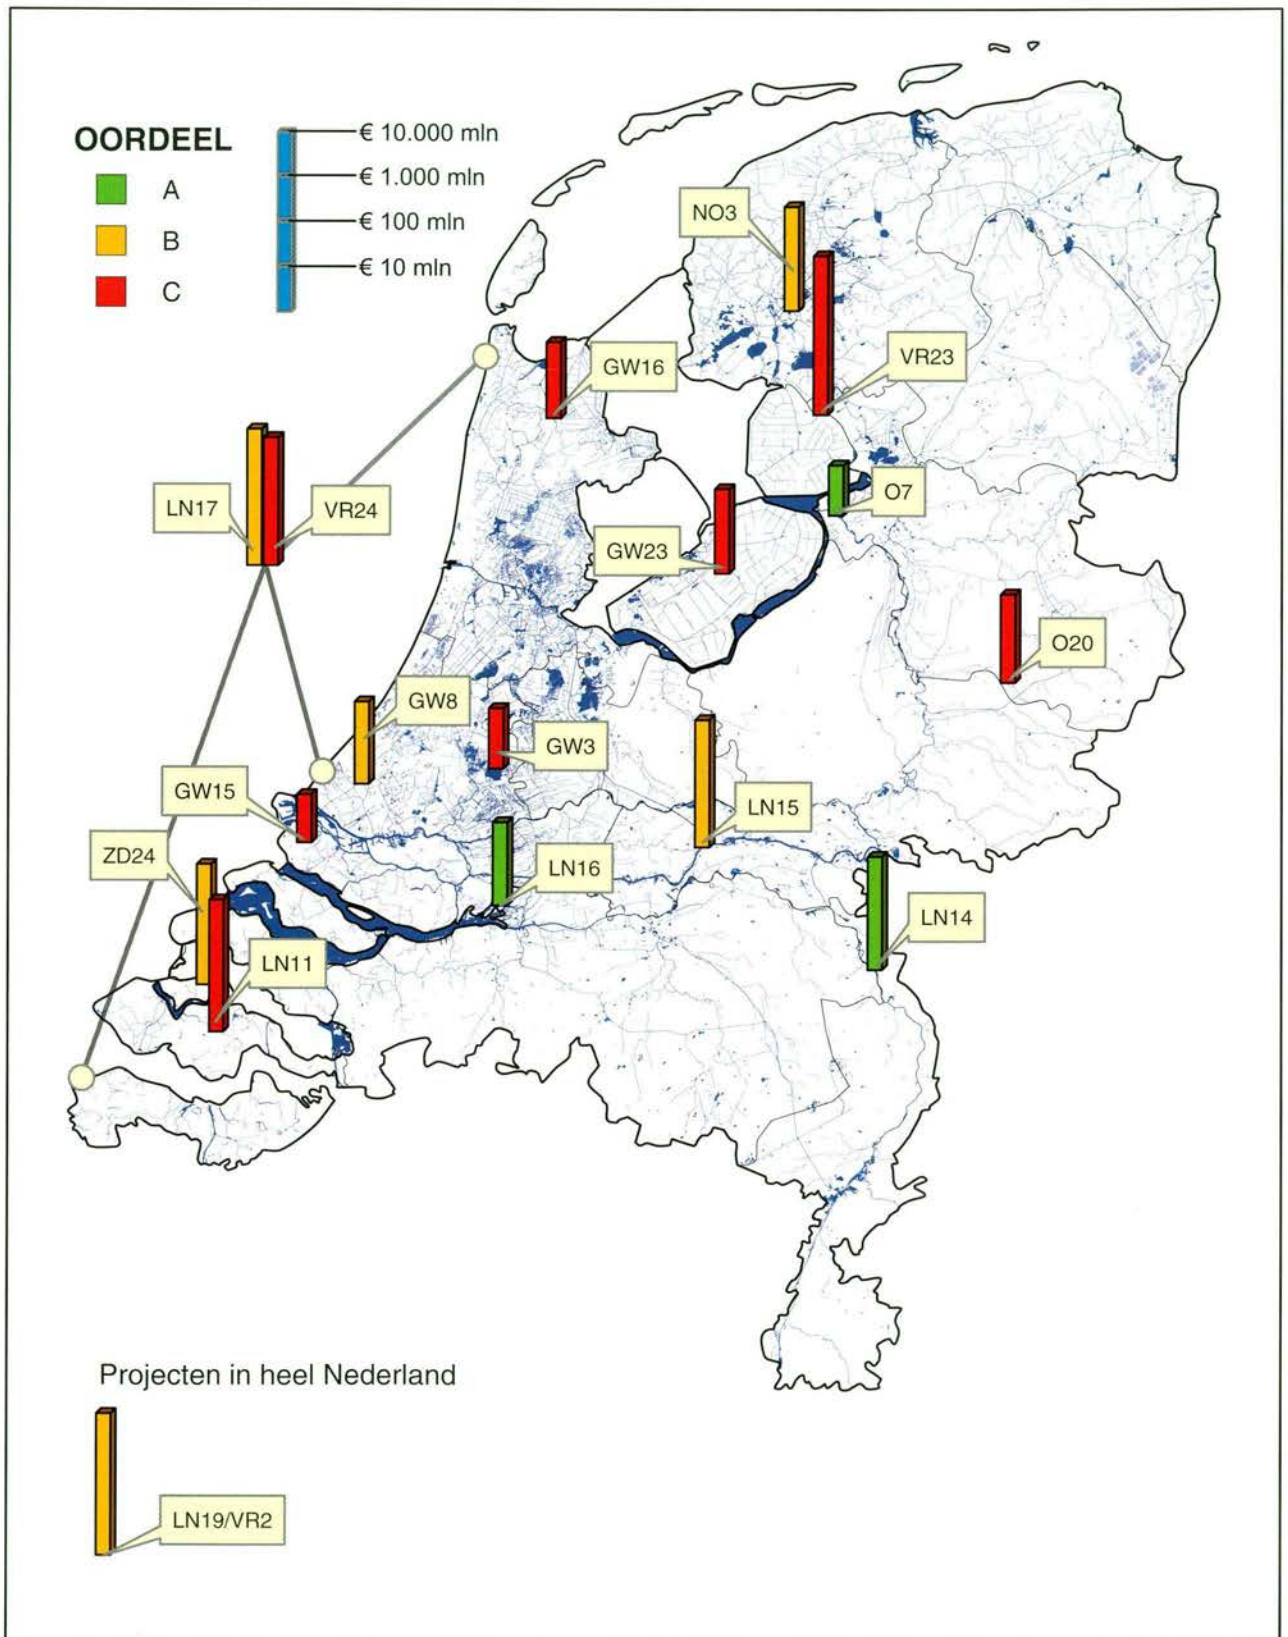 OORDEEL
A
B
C
€ 10.000 mln
€ 1.000 mln
€ 100 mln
€ 10 mln
NO3
VR23
GW16
LN17
VR24
O7
GW23
O20
GW8
GW3
GW15
LN15
ZD24
LN16
LN14
LN11
Projecten in heel Nederland
LN19/VR2